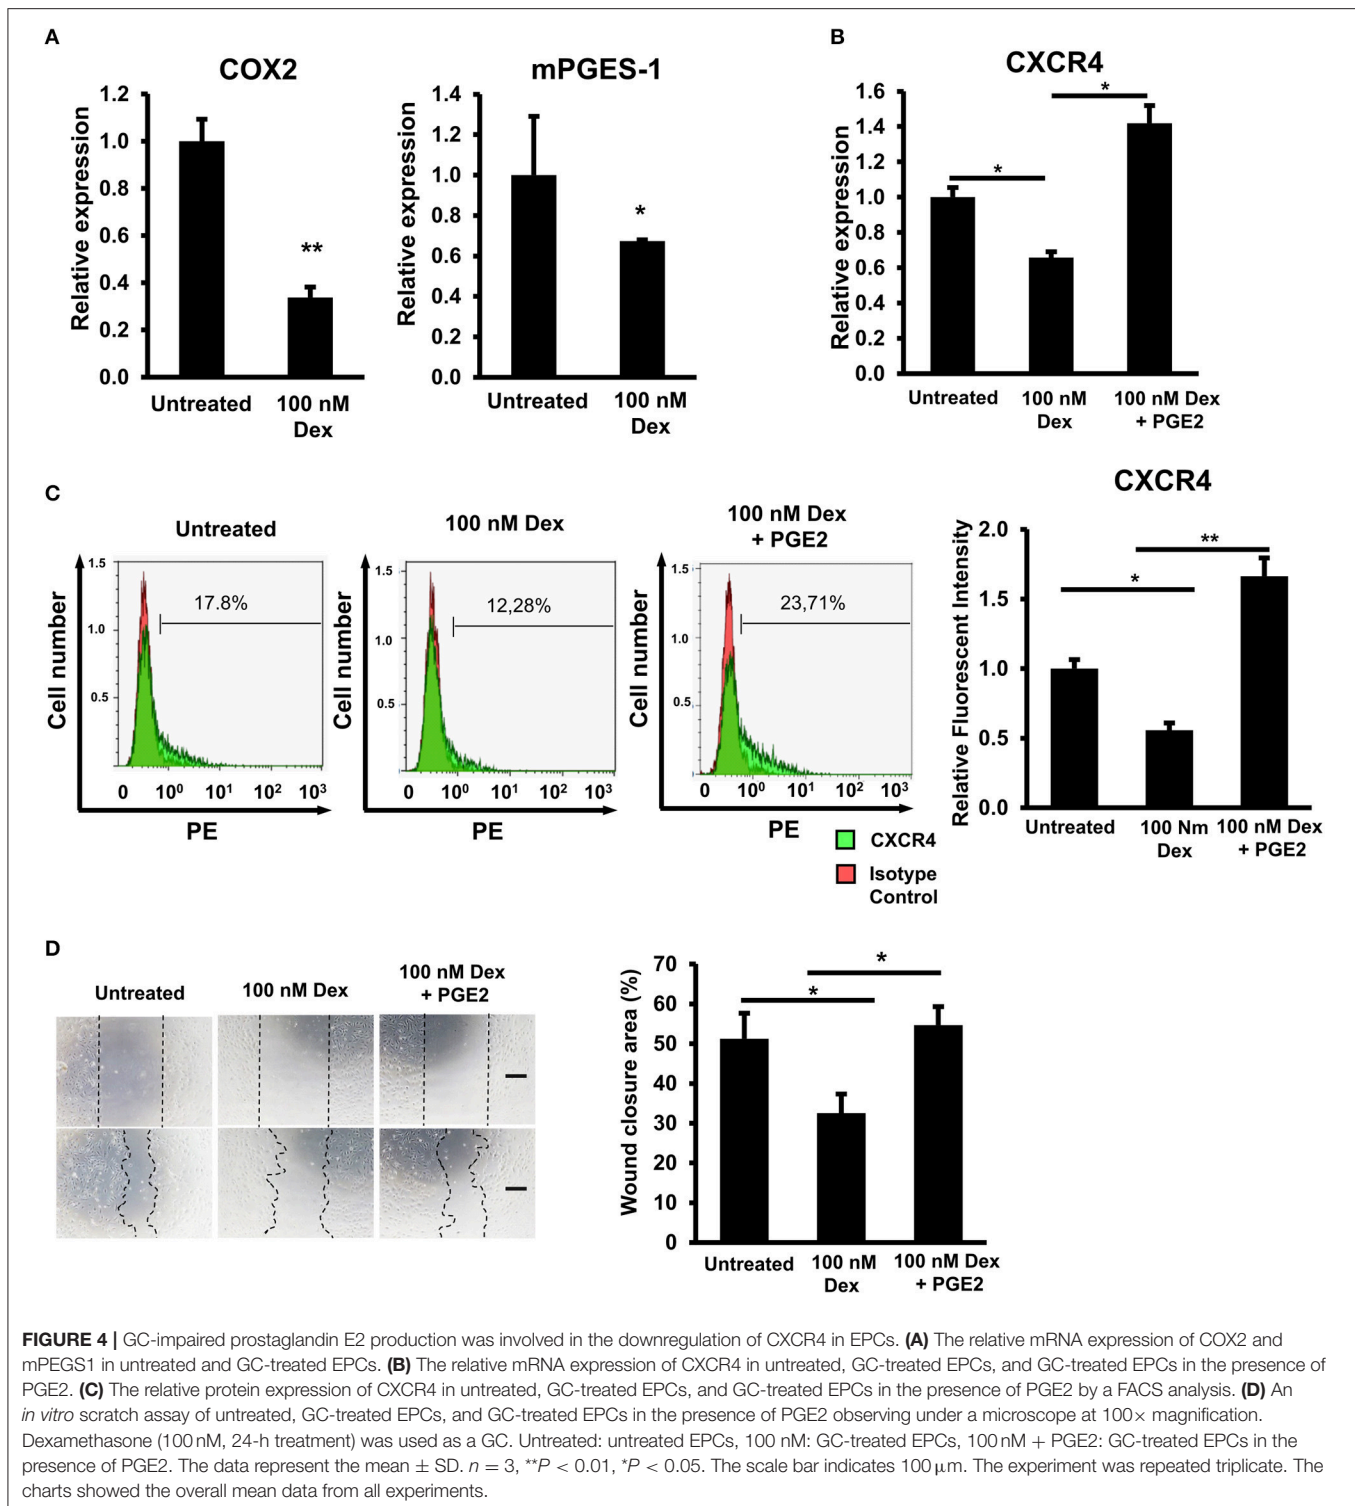 A
COX2
Relative expression
1.2
1.0
0.8
0.6
0.4
0.2
0.0
**
Untreated
100 nM
Dex
mPGES-1
Relative expression
1.4
1.2
1.0
0.8
0.6
0.4
0.2
0.0
*
Untreated
100 nM
Dex
B
CXCR4
Relative expression
1.6
1.4
1.2
1.0
0.8
0.6
0.4
0.2
0.0
*
*
Untreated
100 nM
Dex
100 nM Dex
+ PGE2
C
Untreated
Cell number
1.5
1.0
0.5
17.8%
0 10⁰ 10¹ 10² 10³
PE
100 nM Dex
Cell number
1.5
1.0
0.5
12,28%
0 10⁰ 10¹ 10² 10³
PE
100 nM Dex
+ PGE2
Cell number
1.5
1.0
0.5
23,71%
0 10⁰ 10¹ 10² 10³
PE
CXCR4
Isotype
Control
CXCR4
Relative Fluorescent Intensity
2.0
1.5
1.0
0.5
0.0
**
*
Untreated
100 Nm
Dex
100 nM Dex
+ PGE2
D
Untreated
100 nM Dex
100 nM Dex
+ PGE2
Wound closure area (%)
70
60
50
40
30
20
10
0
*
*
Untreated
100 nM
Dex
100 nM Dex
+ PGE2
FIGURE 4 | GC-impaired prostaglandin E2 production was involved in the downregulation of CXCR4 in EPCs. (A) The relative mRNA expression of COX2 and
mPEGS1 in untreated and GC-treated EPCs. (B) The relative mRNA expression of CXCR4 in untreated, GC-treated EPCs, and GC-treated EPCs in the presence of
PGE2. (C) The relative protein expression of CXCR4 in untreated, GC-treated EPCs, and GC-treated EPCs in the presence of PGE2 by a FACS analysis. (D) An
in vitro scratch assay of untreated, GC-treated EPCs, and GC-treated EPCs in the presence of PGE2 observing under a microscope at 100× magnification.
Dexamethasone (100 nM, 24-h treatment) was used as a GC. Untreated: untreated EPCs, 100 nM: GC-treated EPCs, 100 nM + PGE2: GC-treated EPCs in the
presence of PGE2. The data represent the mean ± SD. n = 3, **P < 0.01, *P < 0.05. The scale bar indicates 100 μm. The experiment was repeated triplicate. The
charts showed the overall mean data from all experiments.